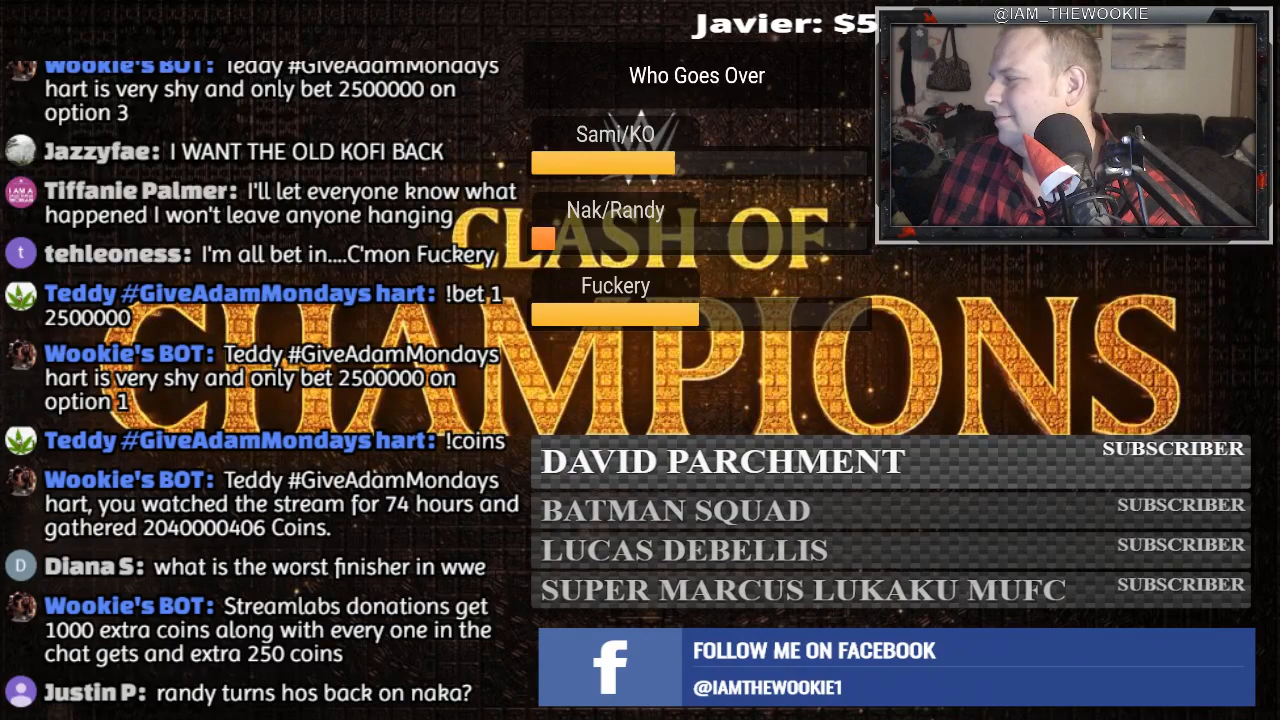 Javier: $5
@IAM_THEWOOKIE
Wookie's BOT: Teddy #GiveAdamMondays
hart is very shy and only bet 2500000 on
option 3
Jazzyfae: I WANT THE OLD KOFI BACK
Tiffanie Palmer: I'll let everyone know what
happened I won't leave anyone hanging
tehleoness: I'm all bet in....C'mon Fuckery
Teddy #GiveAdamMondays hart: !bet 1
2500000
Wookie's BOT: Teddy #GiveAdamMondays
hart is very shy and only bet 2500000 on
option 1
Teddy #GiveAdamMondays hart: !coins
Wookie's BOT: Teddy #GiveAdamMondays
hart, you watched the stream for 74 hours and
gathered 2040000406 Coins.
Diana S: what is the worst finisher in wwe
Wookie's BOT: Streamlabs donations get
1000 extra coins along with every one in the
chat gets and extra 250 coins
Justin P: randy turns hos back on naka?
Who Goes Over
Sami/KO
Nak/Randy
Fuckery
CLASH OF
CHAMPIONS
DAVID PARCHMENT SUBSCRIBER
BATMAN SQUAD SUBSCRIBER
LUCAS DEBELLIS SUBSCRIBER
SUPER MARCUS LUKAKU MUFC SUBSCRIBER
f
FOLLOW ME ON FACEBOOK
@IAMTHEWOOKIE1